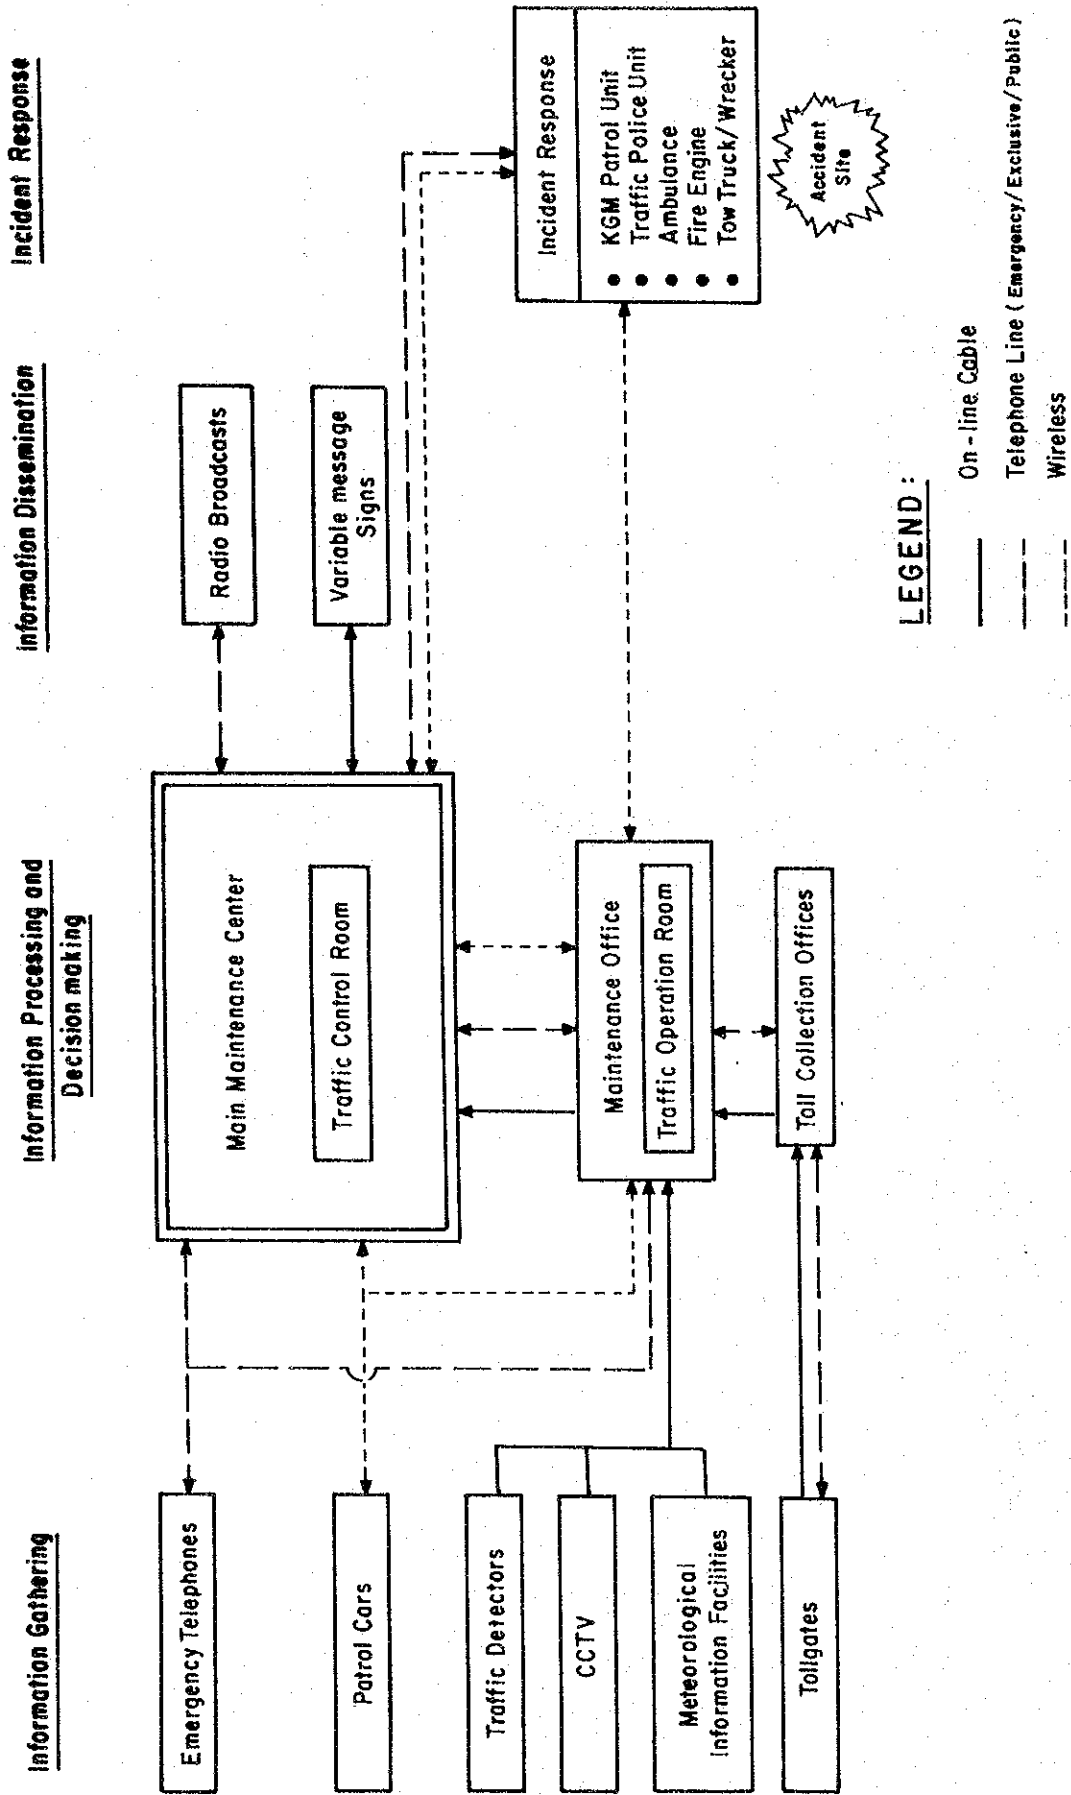 Information Gathering
Information Processing and
Decision making
information Dissemination
Incident Response
Emergency Telephones
Patrol Cars
Traffic Detectors
CCTV
Meteorological
Information Facilities
Tollgates
Main Maintenance Center
Traffic Control Room
Maintenance Office
Traffic Operation Room
Toll Collection Offices
Radio Broadcasts
Variable message
Signs
Incident Response
● KGM Patrol Unit
● Traffic Police Unit
● Ambulance
● Fire Engine
● Tow Truck/Wrecker
Accident
Site
LEGEND:
On-line Cable
Telephone Line (Emergency/Exclusive/Public)
Wireless